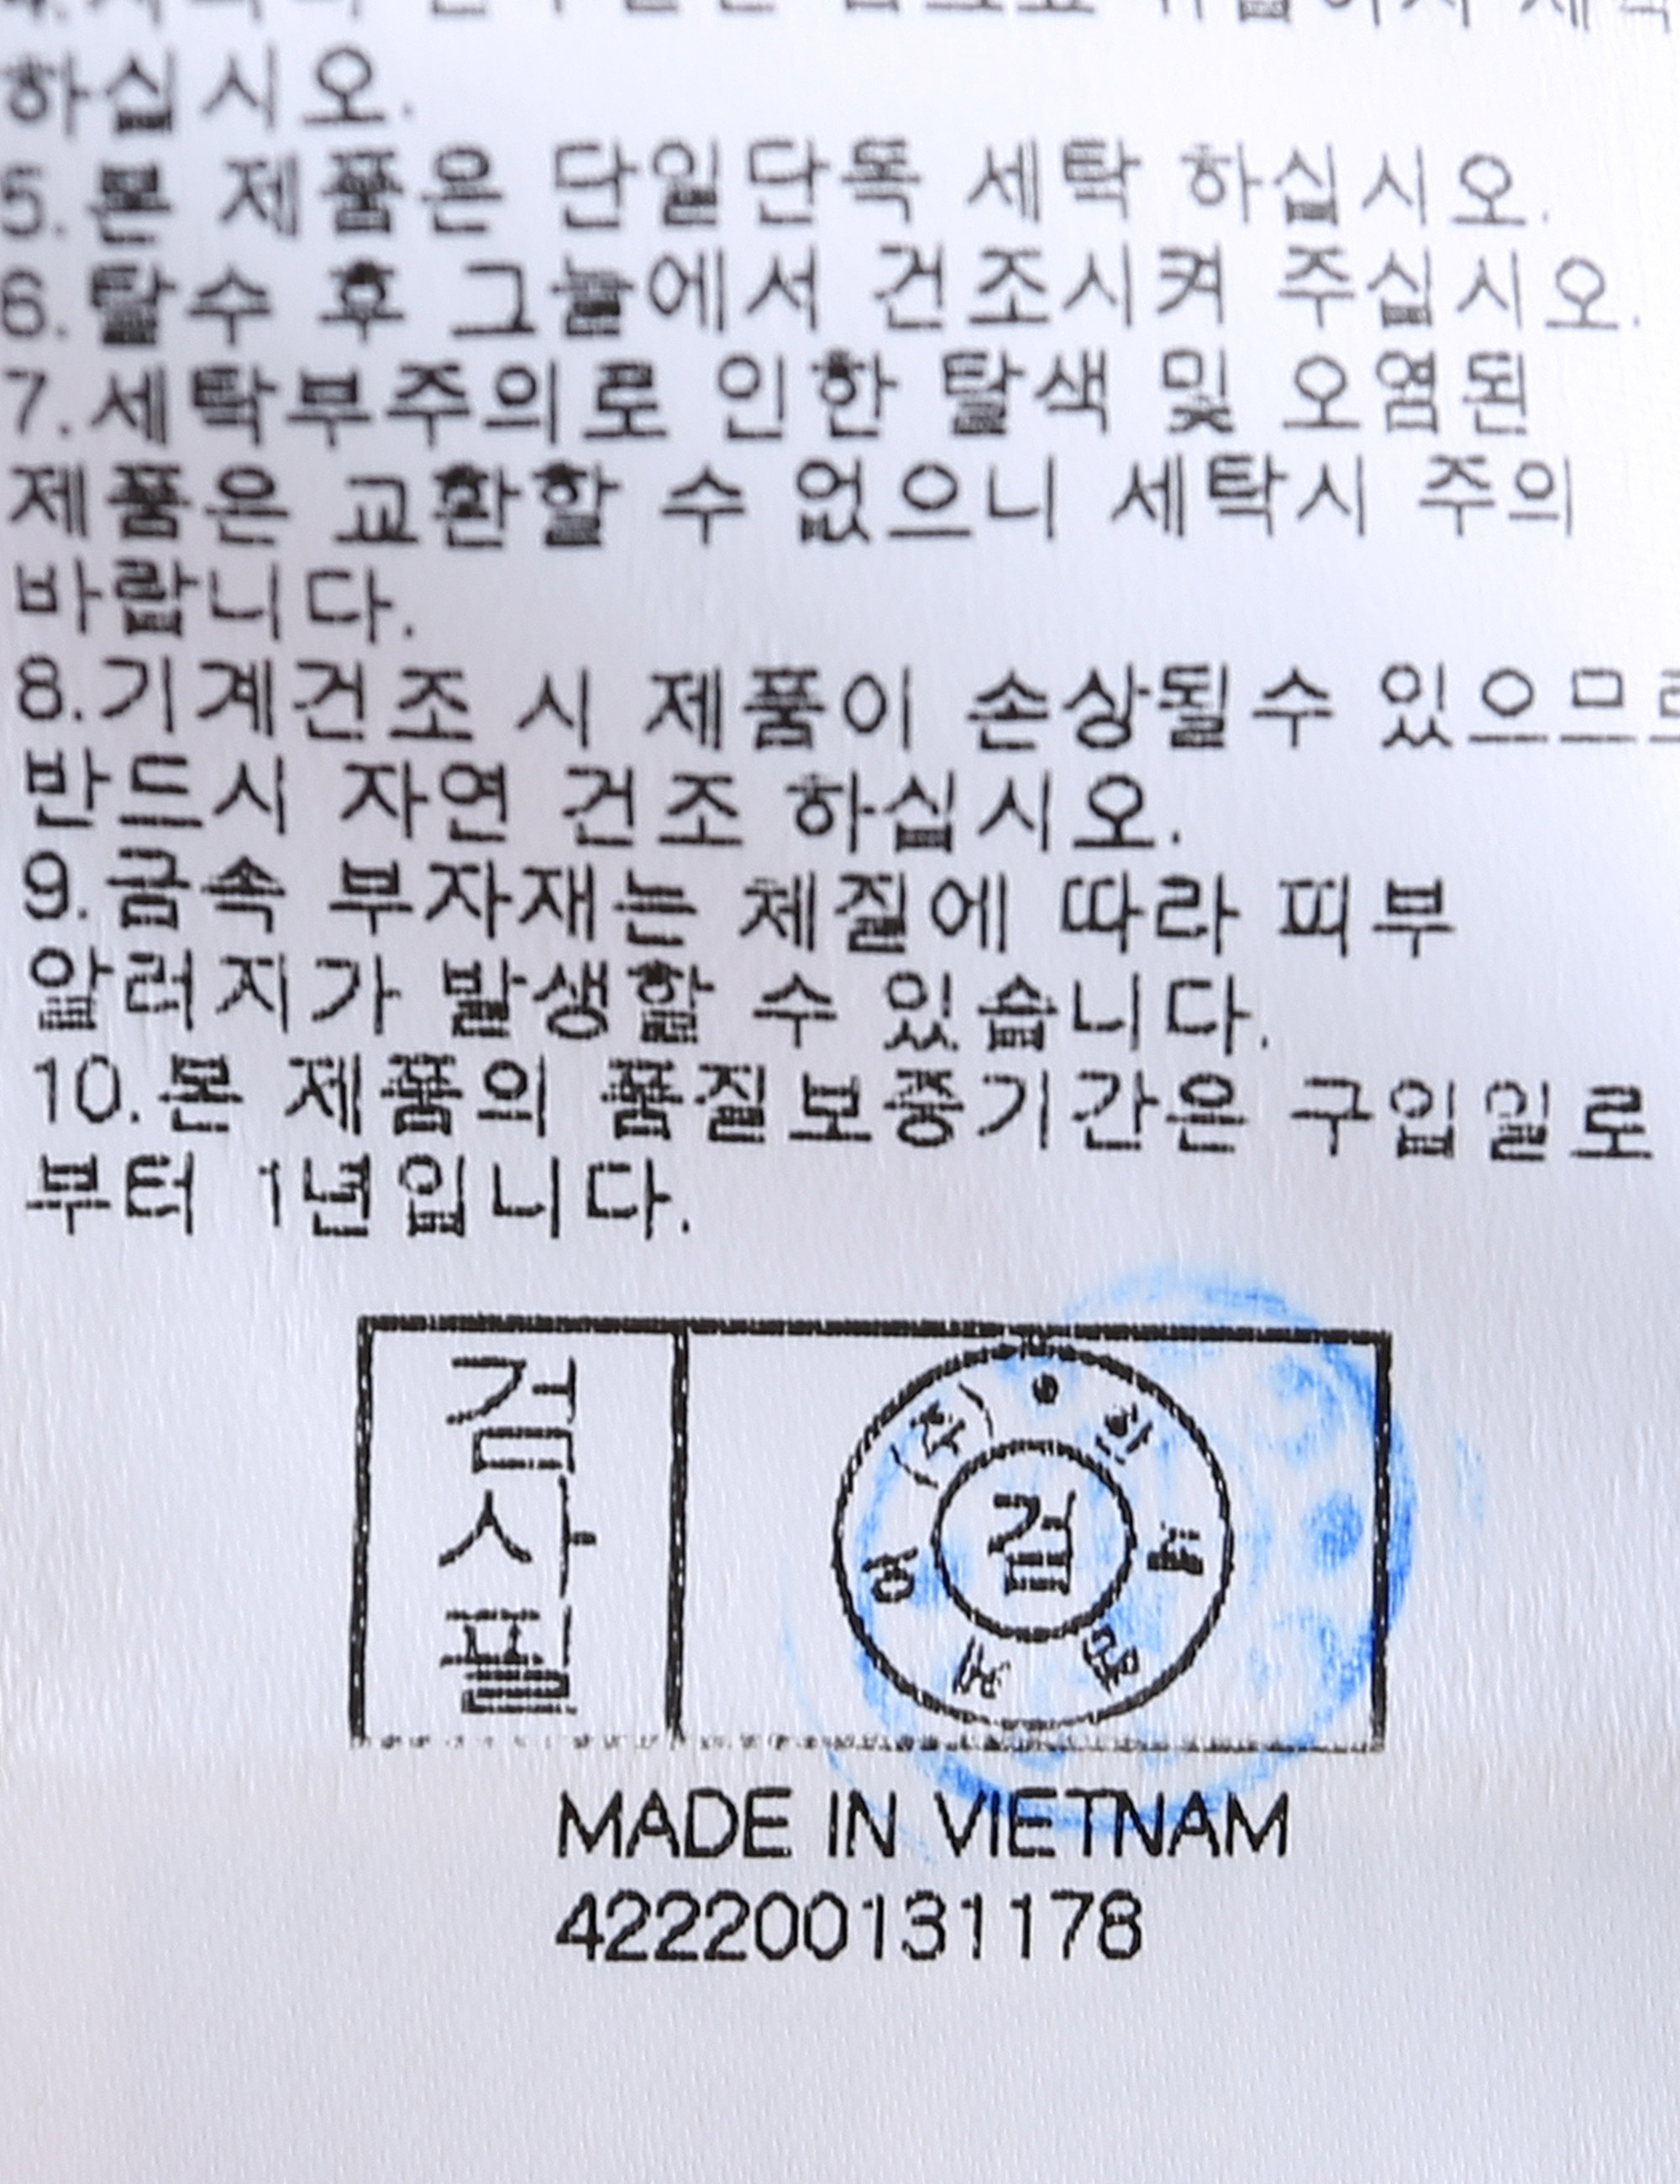 하십시오.
5.본 제품은 단일단독 세탁 하십시오.
6.탈수 후 그늘에서 건조시켜 주십시오.
7.세탁부주의로 인한 탈색 및 오염된
제품은 교환할 수 없으니 세탁시 주의
바랍니다.
8.기계건조 시 제품이 손상될수 있으므로
반드시 자연 건조 하십시오.
9.금속 부자재는 체질에 따라 피부
알러지가 발생할 수 있습니다.
10.본 제품의 품질보증기간은 구입일로
부터 1년입니다.
검사필
검
MADE IN VIETNAM
422200131178